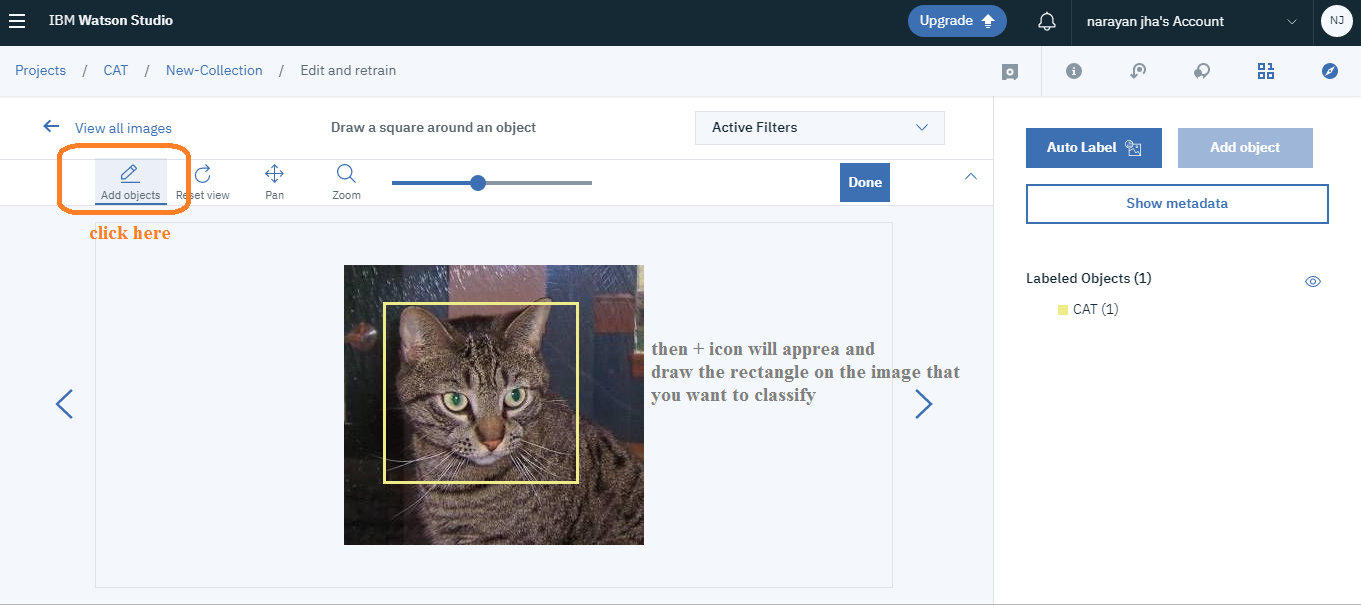 IBM Watson Studio
Upgrade
narayan jha's Account
NJ
Projects / CAT / New-Collection / Edit and retrain
View all images
Draw a square around an object
Active Filters
Add objects
Reset view
Pan
Zoom
Done
click here
then + icon will apprea and
draw the rectangle on the image that
you want to classify
Auto Label
Add object
Show metadata
Labeled Objects (1)
CAT (1)